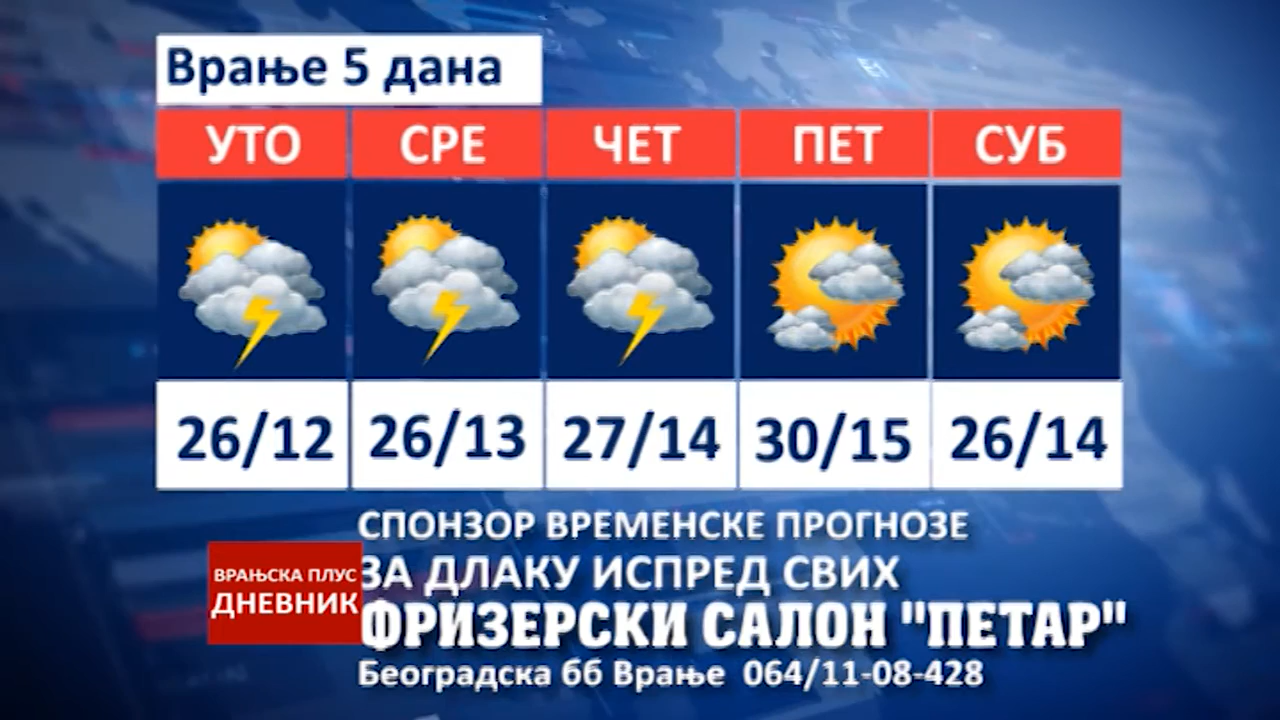 Врање 5 дана
УТО СРЕ ЧЕТ ПЕТ СУБ
26/12 26/13 27/14 30/15 26/14
СПОНЗОР ВРЕМЕНСКЕ ПРОГНОЗЕ
ЗА ДЛАКУ ИСПРЕД СВИХ
ВРАЊСКА ПЛУС
ДНЕВНИК
ФРИЗЕРСКИ САЛОН "ПЕТАР"
Београдска бб Врање 064/11-08-428